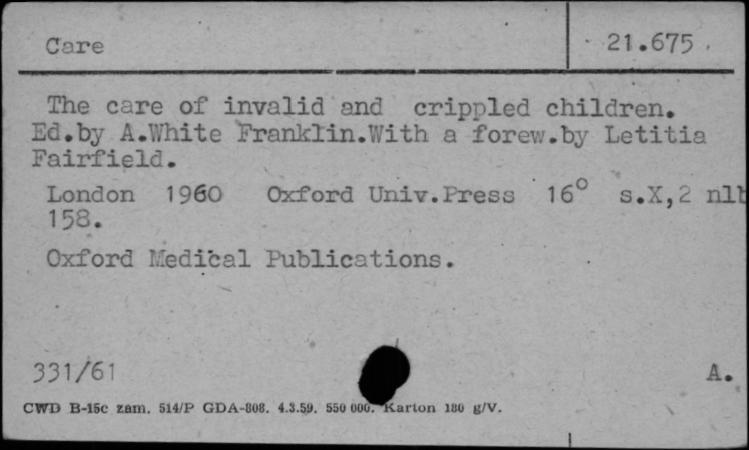 Care
21.675
The care of invalid and crippled children.
Ed.by A.White Franklin.With a forew.by Letitia
Fairfield.
London 1960 Oxford Univ.Press 16° s.X,2 nlb
158.
Oxford Medical Publications.
331/61
A.
CWD B-15c zam. 514/P GDA-808. 4.3.59. 550 000. Karton 180 g/V.